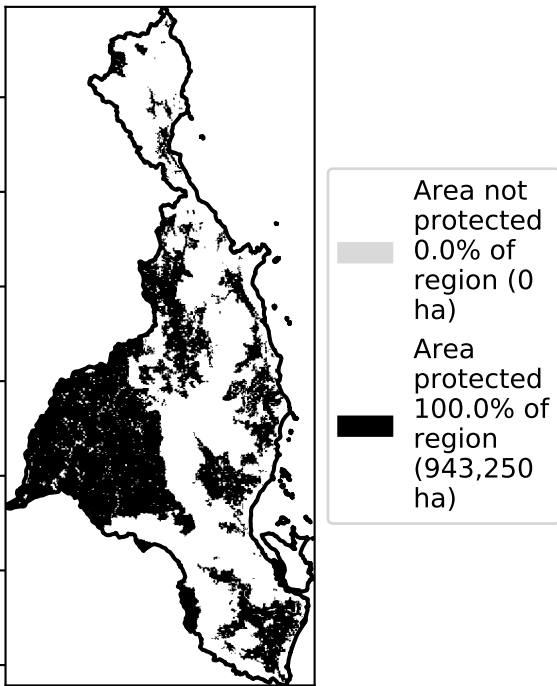 Area not
protected
0.0% of
region (0
ha)
Area
protected
100.0% of
region
(943,250
ha)